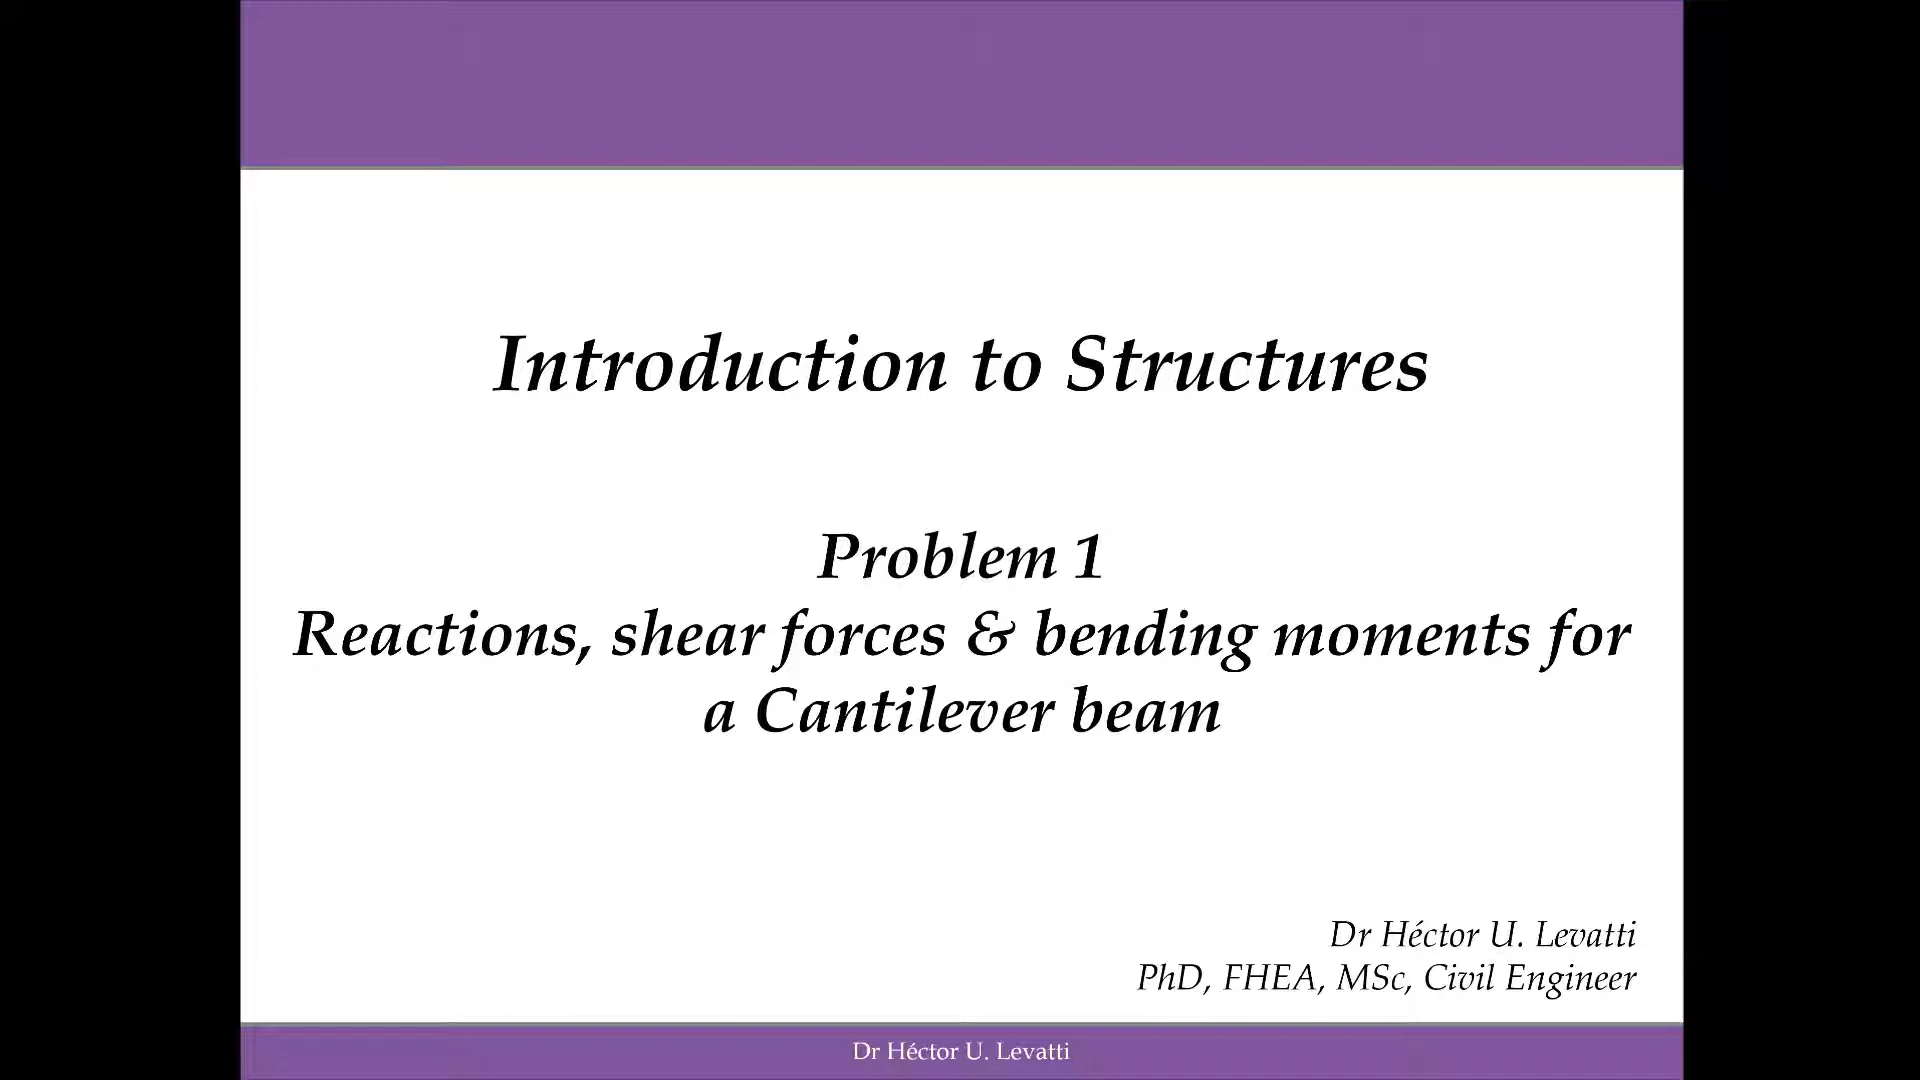 Introduction to Structures
Problem 1
Reactions, shear forces & bending moments for
a Cantilever beam
Dr Héctor U. Levatti
PhD, FHEA, MSc, Civil Engineer
Dr Héctor U. Levatti